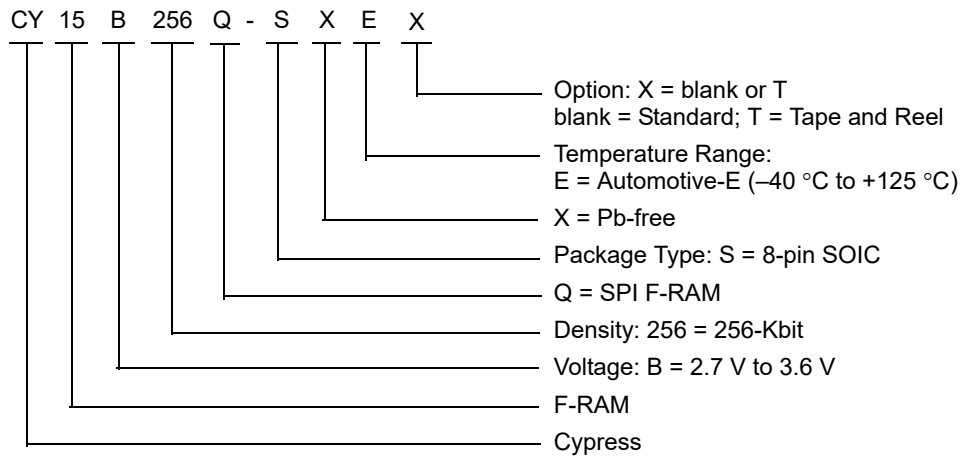 CY 15 B 256 Q - S X E X
Option: X = blank or T
blank = Standard; T = Tape and Reel
Temperature Range:
E = Automotive-E (–40 °C to +125 °C)
X = Pb-free
Package Type: S = 8-pin SOIC
Q = SPI F-RAM
Density: 256 = 256-Kbit
Voltage: B = 2.7 V to 3.6 V
F-RAM
Cypress